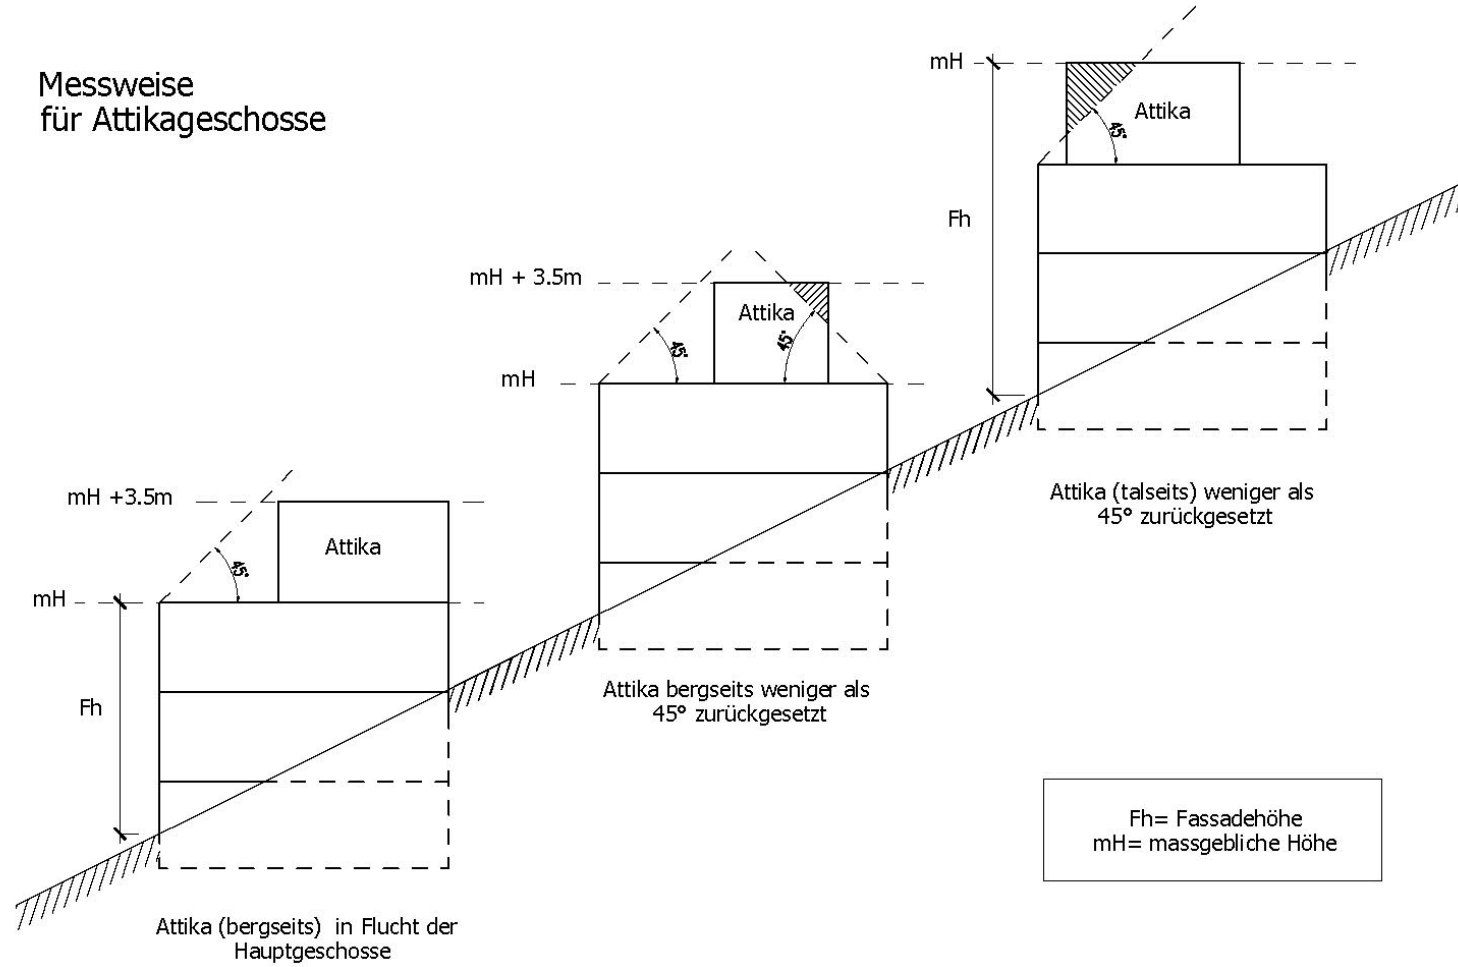 Messweise
für Attikageschosse
mH
Attika
45°
Fh
Attika (talseits) weniger als
45° zurückgesetzt
mH + 3.5m
Attika
45°
45°
mH
Attika bergseits weniger als
45° zurückgesetzt
mH +3.5m
Attika
45°
mH
Fh
Attika (bergseits) in Flucht der
Hauptgeschosse
Fh= Fassadehöhe
mH= massgebliche Höhe